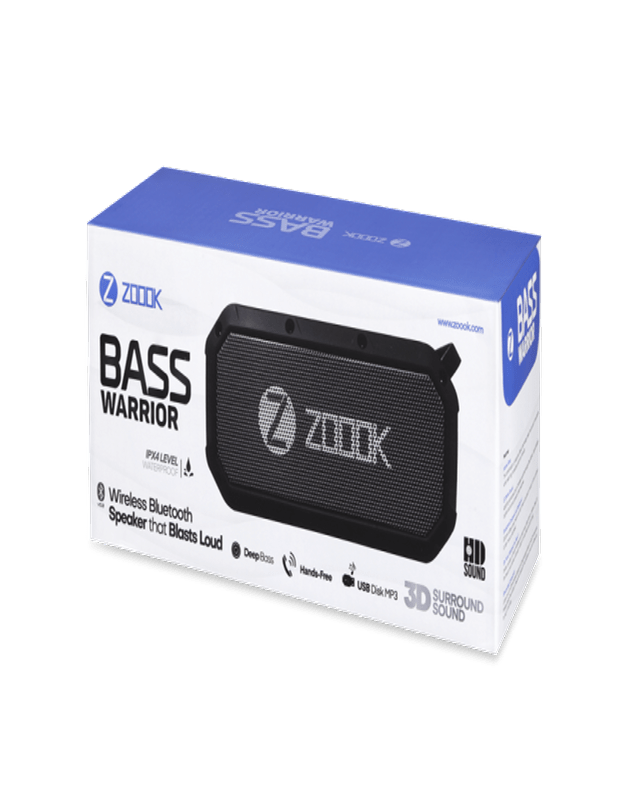 BASS
WARRIOR
ZOOOK
ZOOOK
www.zoook.com
BASS
WARRIOR
IPX4 LEVEL
WATERPROOF
Wireless Bluetooth
Speaker that Blasts Loud
Deep Bass
Hands-Free
USB Disk MP3
3D SURROUND
SOUND
HD
SOUND
ZOOOK
BASS
WARRIOR